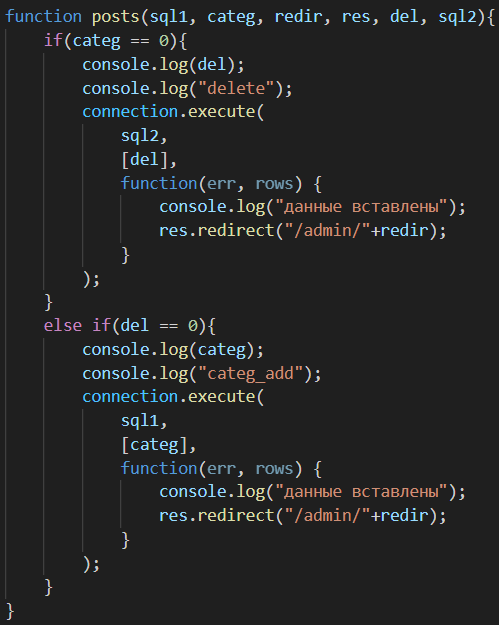 function posts(sql1, categ, redir, res, del, sql2){
    if(categ == 0){
        console.log(del);
        console.log("delete");
        connection.execute(
            sql2,
            [del],
            function(err, rows) {
                console.log("данные вставлены");
                res.redirect("/admin/"+redir);
            }
        );
    }
    else if(del == 0){
        console.log(categ);
        console.log("categ_add");
        connection.execute(
            sql1,
            [categ],
            function(err, rows) {
                console.log("данные вставлены");
                res.redirect("/admin/"+redir);
            }
        );
    }
}